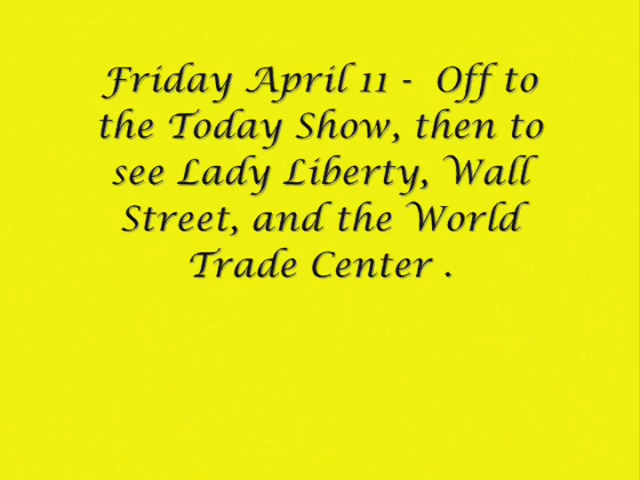 Friday April 11 - Off to
the Today Show, then to
see Lady Liberty, Wall
Street, and the World
Trade Center .